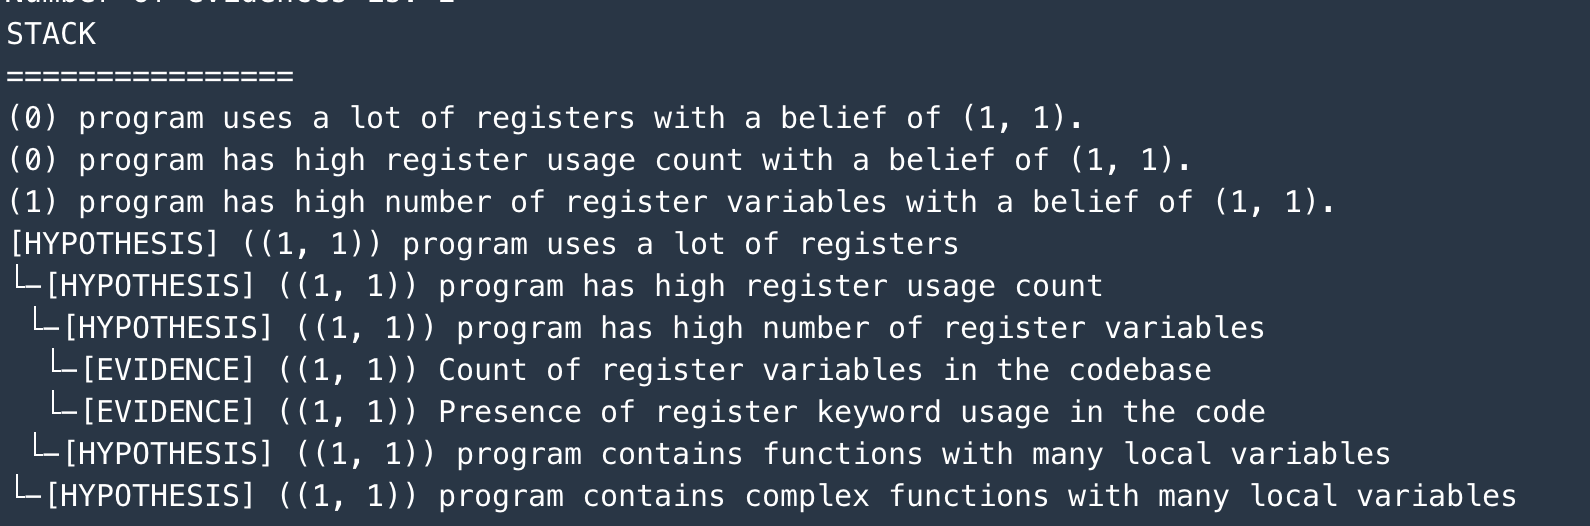 Number of evidences is:
STACK
================
(0) program uses a lot of registers with a belief of (1, 1).
(0) program has high register usage count with a belief of (1, 1).
(1) program has high number of register variables with a belief of (1, 1).
[HYPOTHESIS] ((1, 1)) program uses a lot of registers
└─[HYPOTHESIS] ((1, 1)) program has high register usage count
 └─[HYPOTHESIS] ((1, 1)) program has high number of register variables
  └─[EVIDENCE] ((1, 1)) Count of register variables in the codebase
  └─[EVIDENCE] ((1, 1)) Presence of register keyword usage in the code
 └─[HYPOTHESIS] ((1, 1)) program contains functions with many local variables
└─[HYPOTHESIS] ((1, 1)) program contains complex functions with many local variables